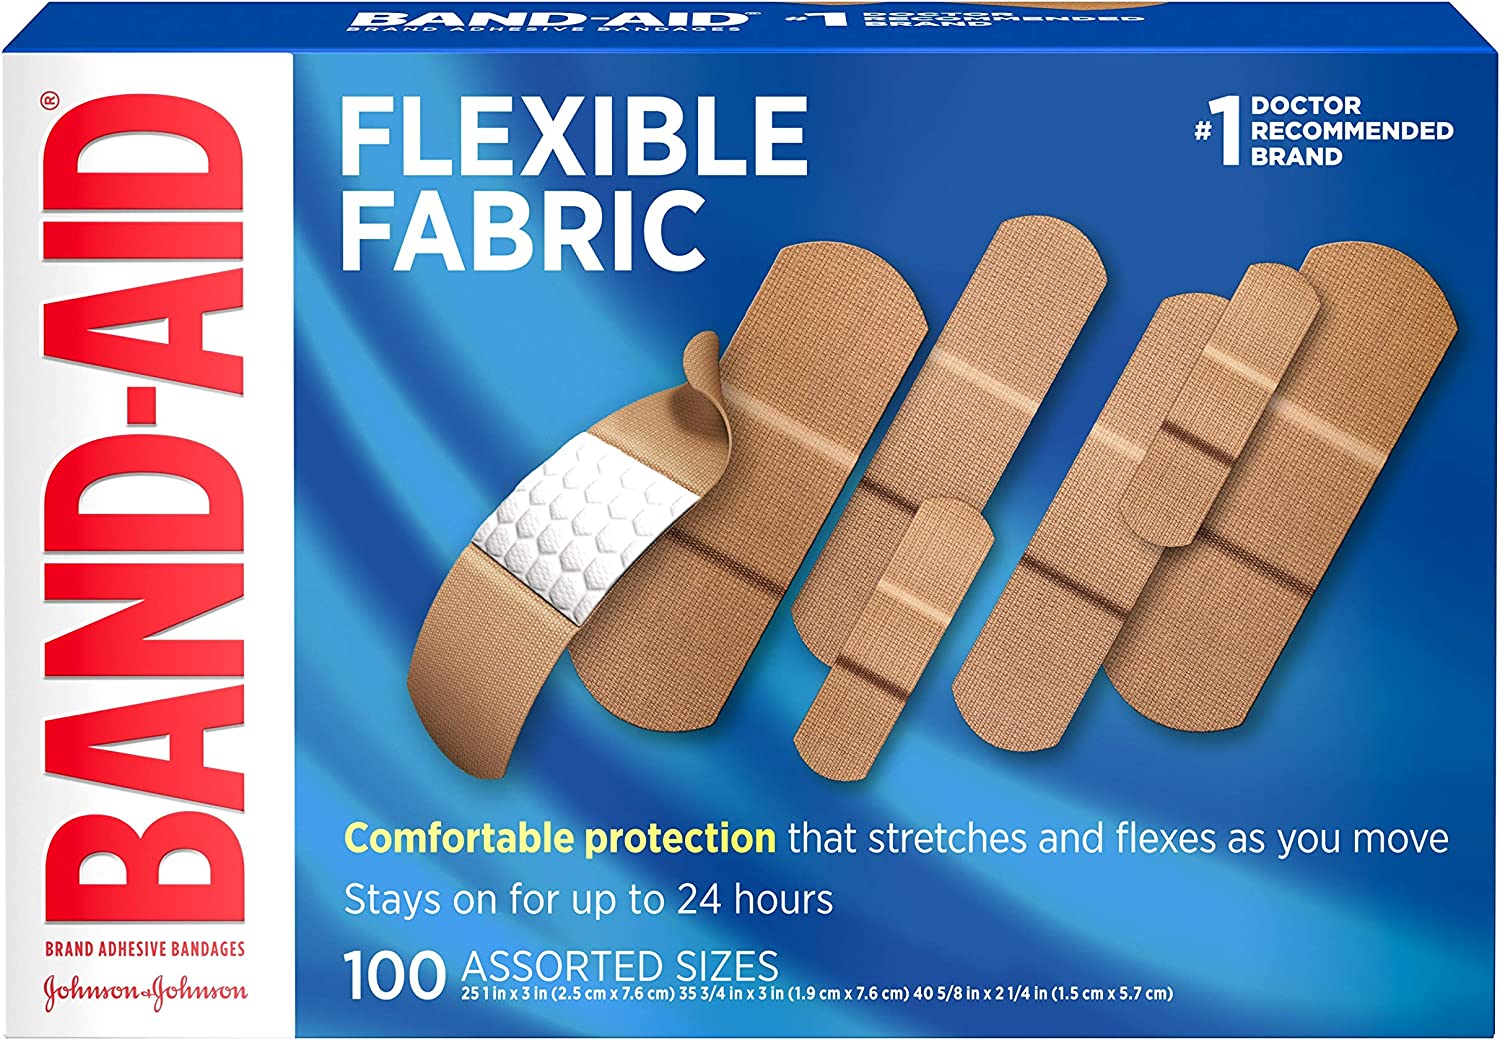 BAND-AID® #1 DOCTOR RECOMMENDED BRAND
BRAND ADHESIVE BANDAGES
BAND-AID®
BRAND ADHESIVE BANDAGES
Johnson & Johnson
FLEXIBLE
FABRIC
#1 DOCTOR
RECOMMENDED
BRAND
Comfortable protection that stretches and flexes as you move
Stays on for up to 24 hours
100 ASSORTED SIZES
25 1 in x 3 in (2.5 cm x 7.6 cm) 35 3/4 in x 3 in (1.9 cm x 7.6 cm) 40 5/8 in x 2 1/4 in (1.5 cm x 5.7 cm)